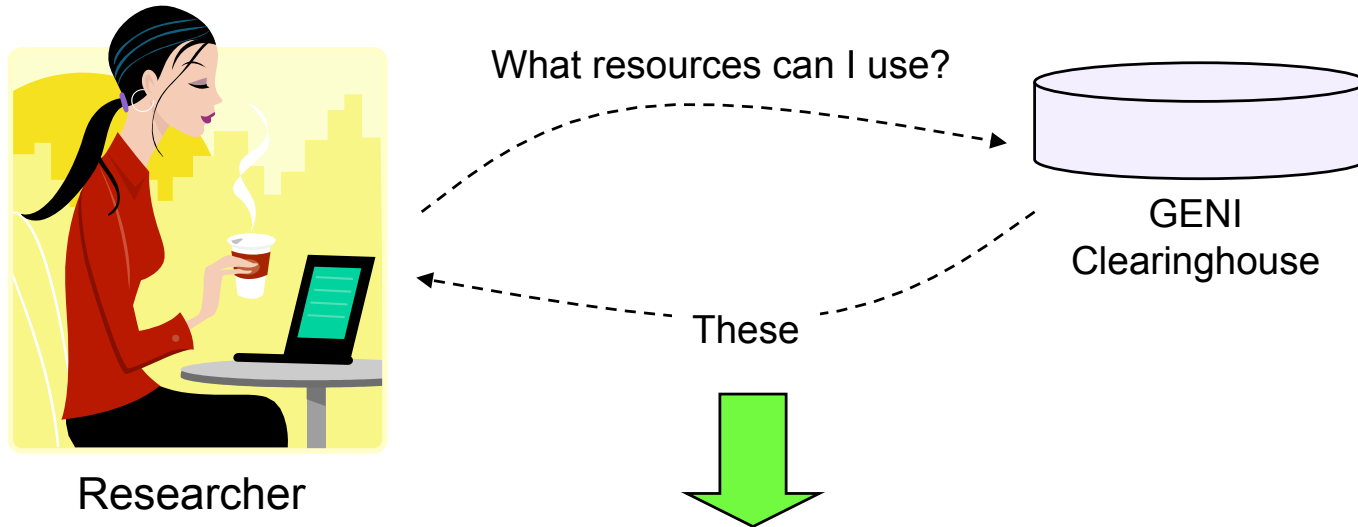 What resources can I use?
GENI
Clearinghouse
These
Researcher